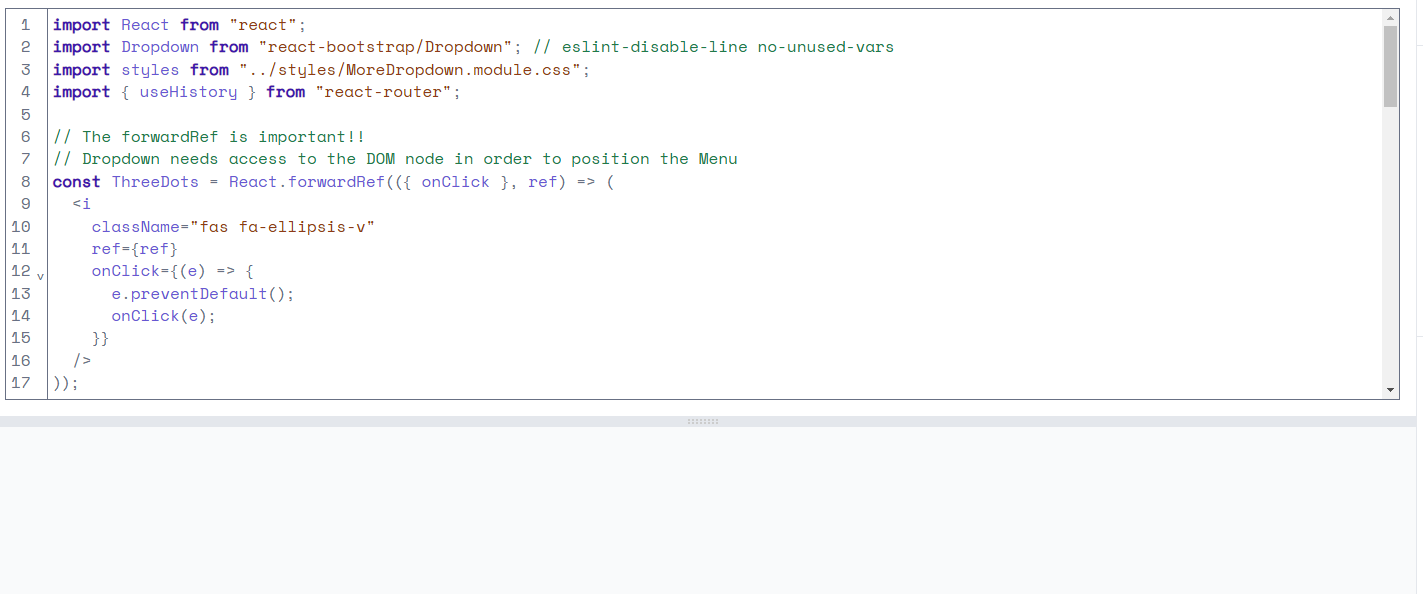 1 import React from "react";
2 import Dropdown from "react-bootstrap/Dropdown"; // eslint-disable-line no-unused-vars
3 import styles from "../styles/MoreDropdown.module.css";
4 import { useHistory } from "react-router";
5
6 // The forwardRef is important!!
7 // Dropdown needs access to the DOM node in order to position the Menu
8 const ThreeDots = React.forwardRef(({ onClick }, ref) => (
9   <i
10     className="fas fa-ellipsis-v"
11     ref={ref}
12     onClick={(e) => {
13       e.preventDefault();
14       onClick(e);
15     }}
16   />
17 ));